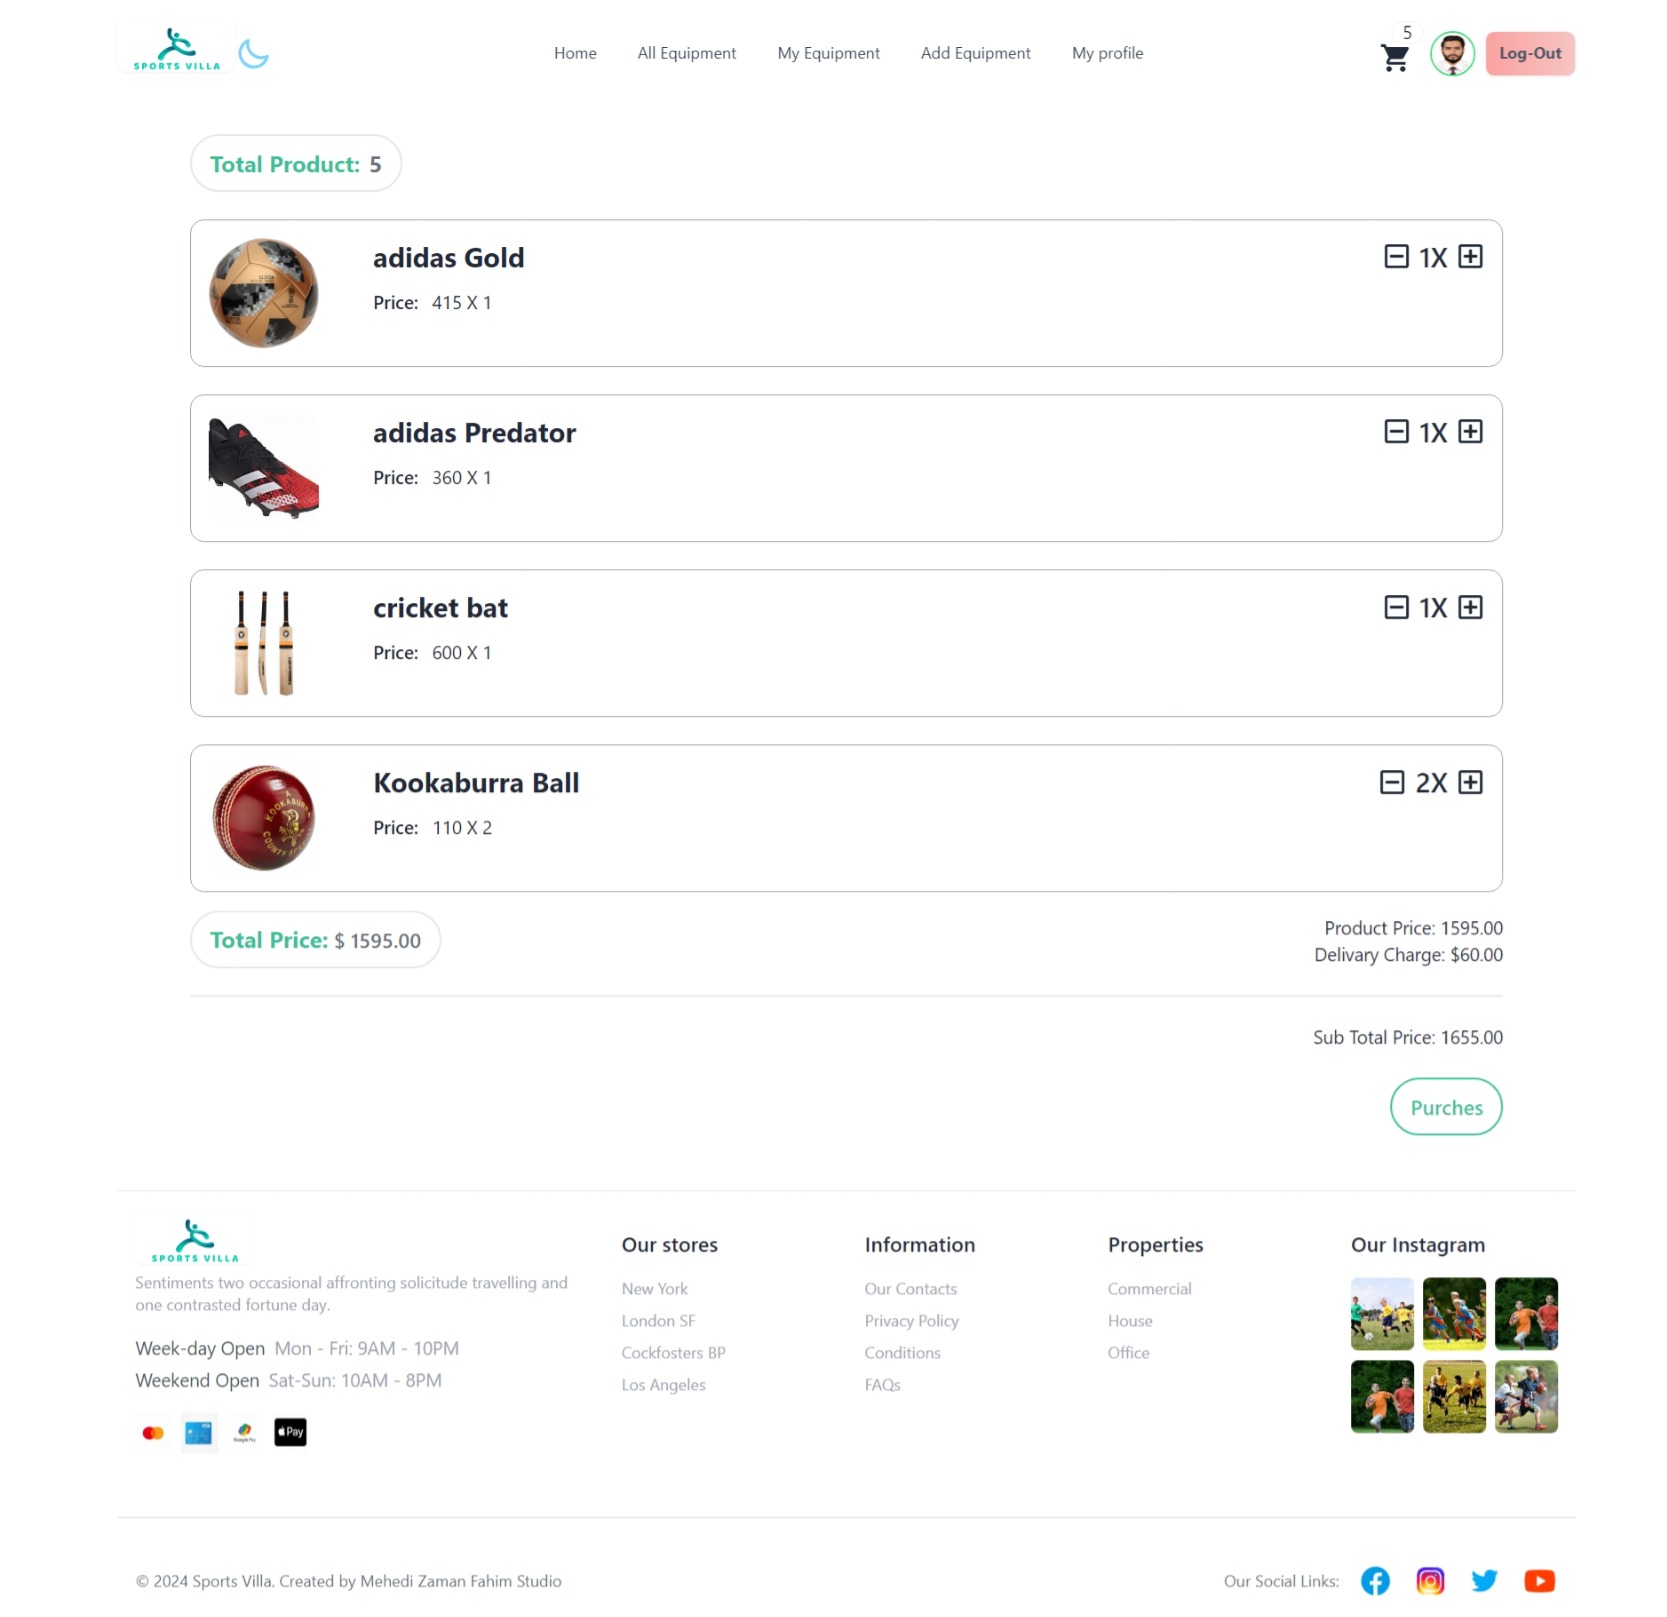 SPORTS VILLA
Home
All Equipment
My Equipment
Add Equipment
My profile
5
Log-Out
Total Product: 5
adidas Gold
1X
Price: 415 X 1
adidas Predator
1X
Price: 360 X 1
cricket bat
1X
Price: 600 X 1
KOOKABURRA
COUNTY
Kookaburra Ball
2X
Price: 110 X 2
Total Price: $ 1595.00
Product Price: 1595.00
Delivary Charge: $60.00
Sub Total Price: 1655.00
Purches
SPORTS VILLA
Sentiments two occasional affronting solicitude travelling and
one contrasted fortune day.
Week-day Open Mon - Fri: 9AM - 10PM
Weekend Open Sat-Sun: 10AM - 8PM
VISA
Google Pay
Pay
Our stores
New York
London SF
Cockfosters BP
Los Angeles
Information
Our Contacts
Privacy Policy
Conditions
FAQs
Properties
Commercial
House
Office
Our Instagram
© 2024 Sports Villa. Created by Mehedi Zaman Fahim Studio
Our Social Links: